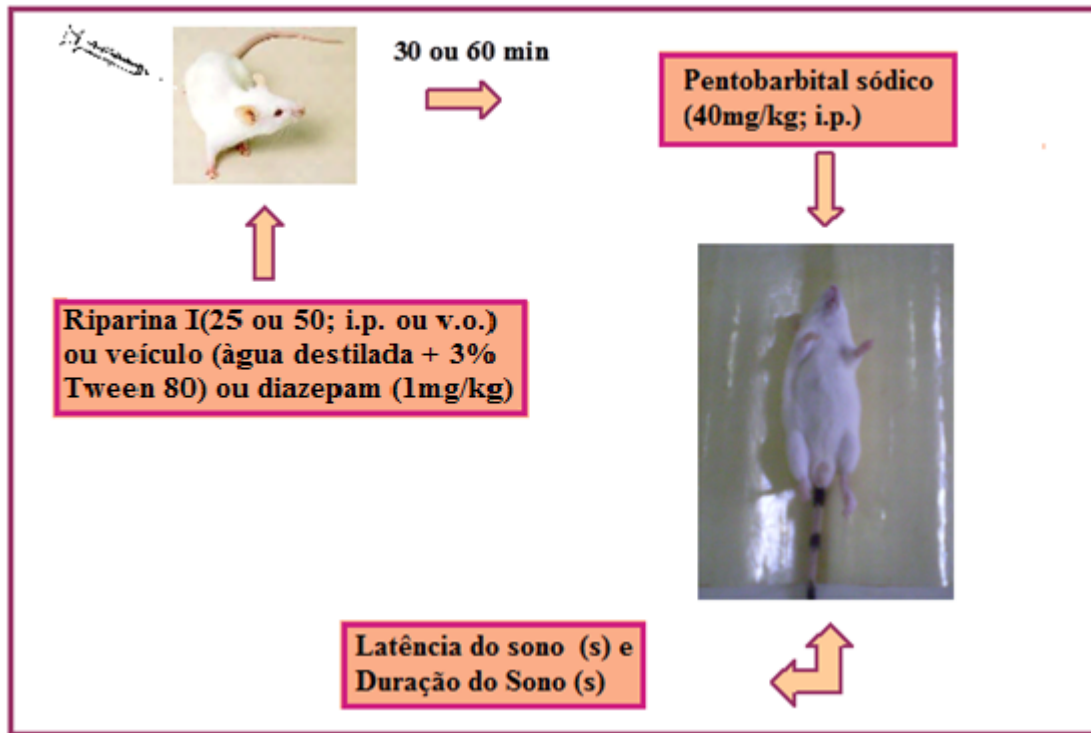 30 ou 60 min
Pentobarbital sódico
(40mg/kg; i.p.)
Riparina I(25 ou 50; i.p. ou v.o.)
ou veículo (àgua destilada + 3%
Tween 80) ou diazepam (1mg/kg)
Latência do sono (s) e
Duração do Sono (s)